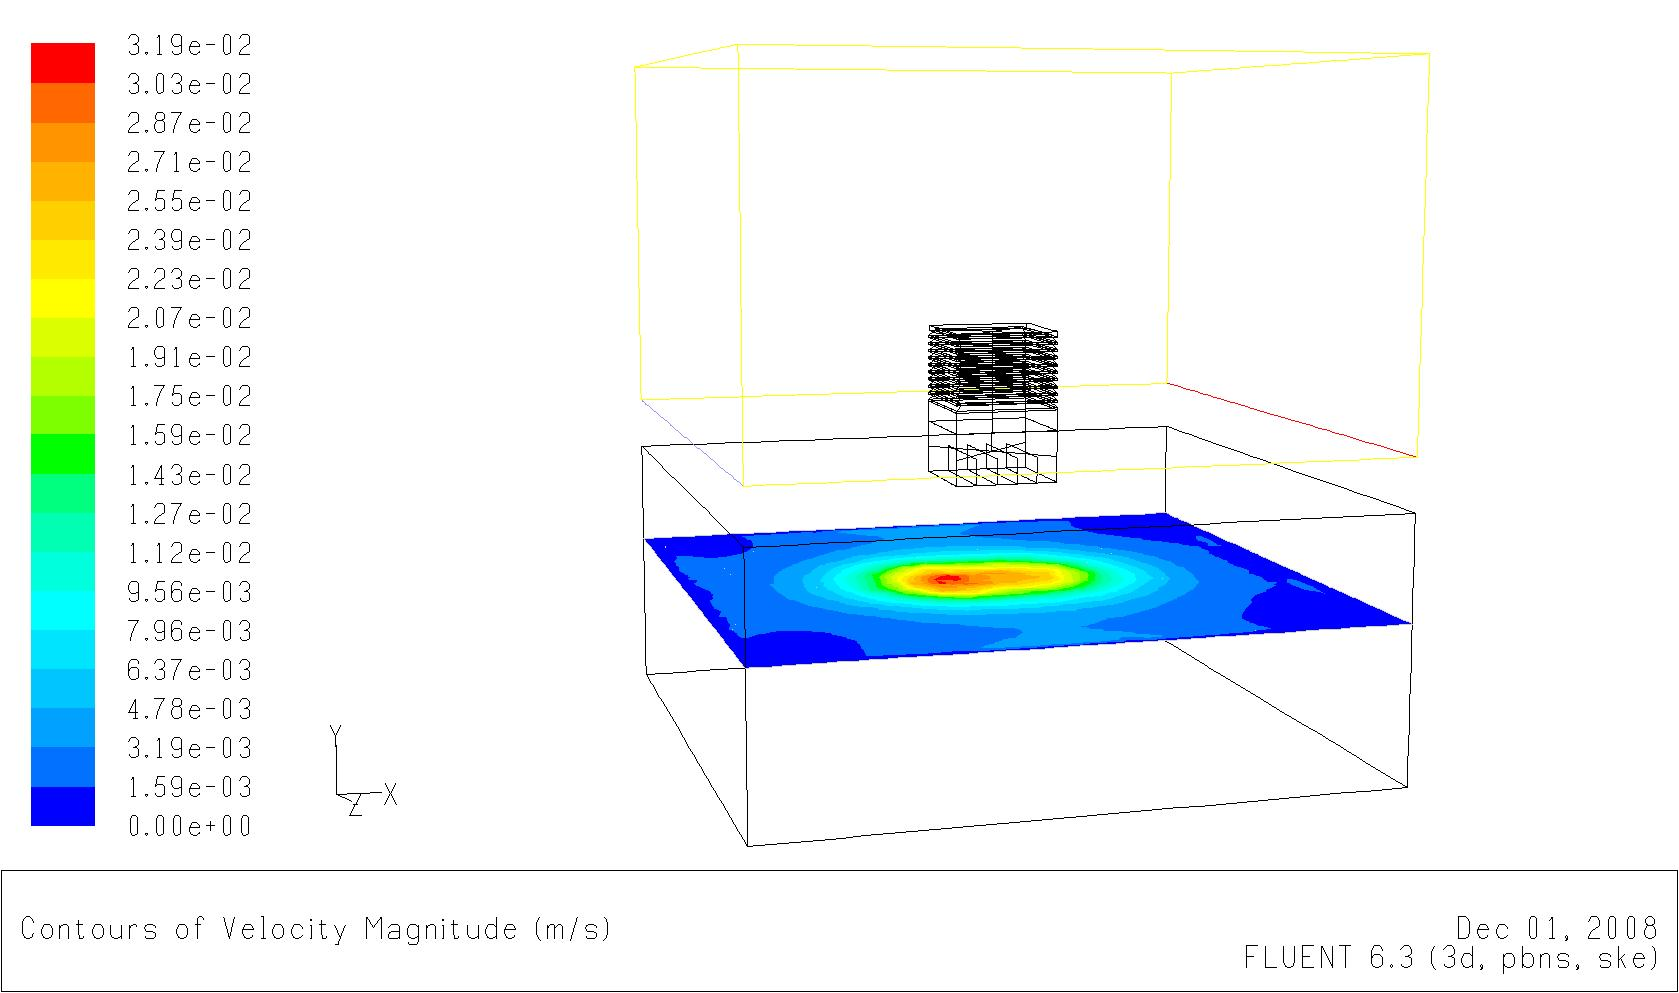 3.19e-02
3.03e-02
2.87e-02
2.71e-02
2.55e-02
2.39e-02
2.23e-02
2.07e-02
1.91e-02
1.75e-02
1.59e-02
1.43e-02
1.27e-02
1.12e-02
9.56e-03
7.96e-03
6.37e-03
4.78e-03
3.19e-03
1.59e-03
0.00e+00
Y
X
Z
Contours of Velocity Magnitude (m/s)
Dec 01, 2008
FLUENT 6.3 (3d, pbns, ske)